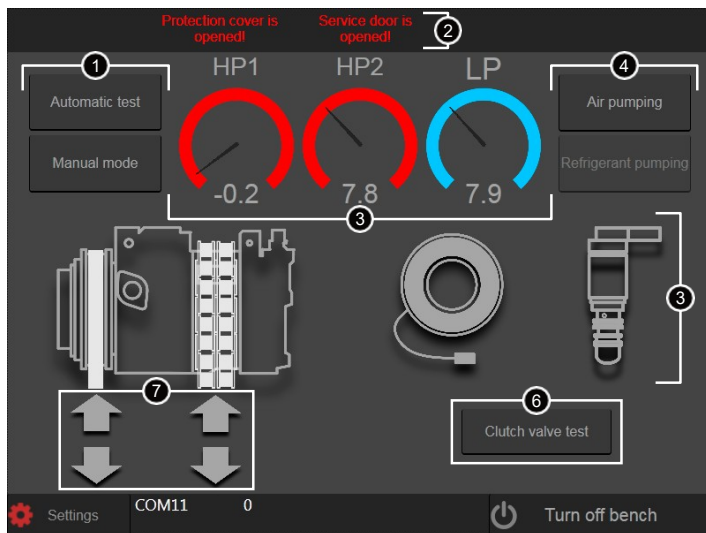 Protection cover is
opened!
Service door is
opened!
2
1
HP1
HP2
LP
4
Automatic test
Air pumping
Manual mode
Refrigerant pumping
-0.2
7.8
7.9
3
3
7
6
Clutch valve test
Settings
COM11 0
Turn off bench